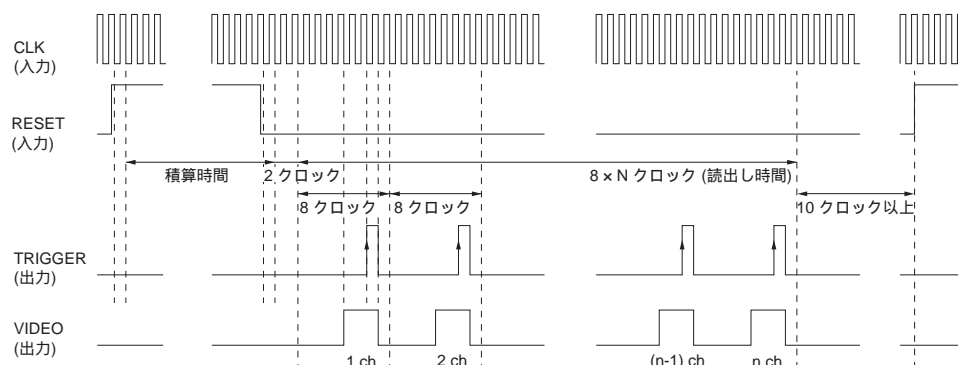 CLK
(入力)
RESET
(入力)
積算時間
2 クロック
8 × N クロック (読出し時間)
8 クロック
8 クロック
10 クロック以上
TRIGGER
(出力)
VIDEO
(出力)
1 ch
2 ch
(n-1) ch
n ch